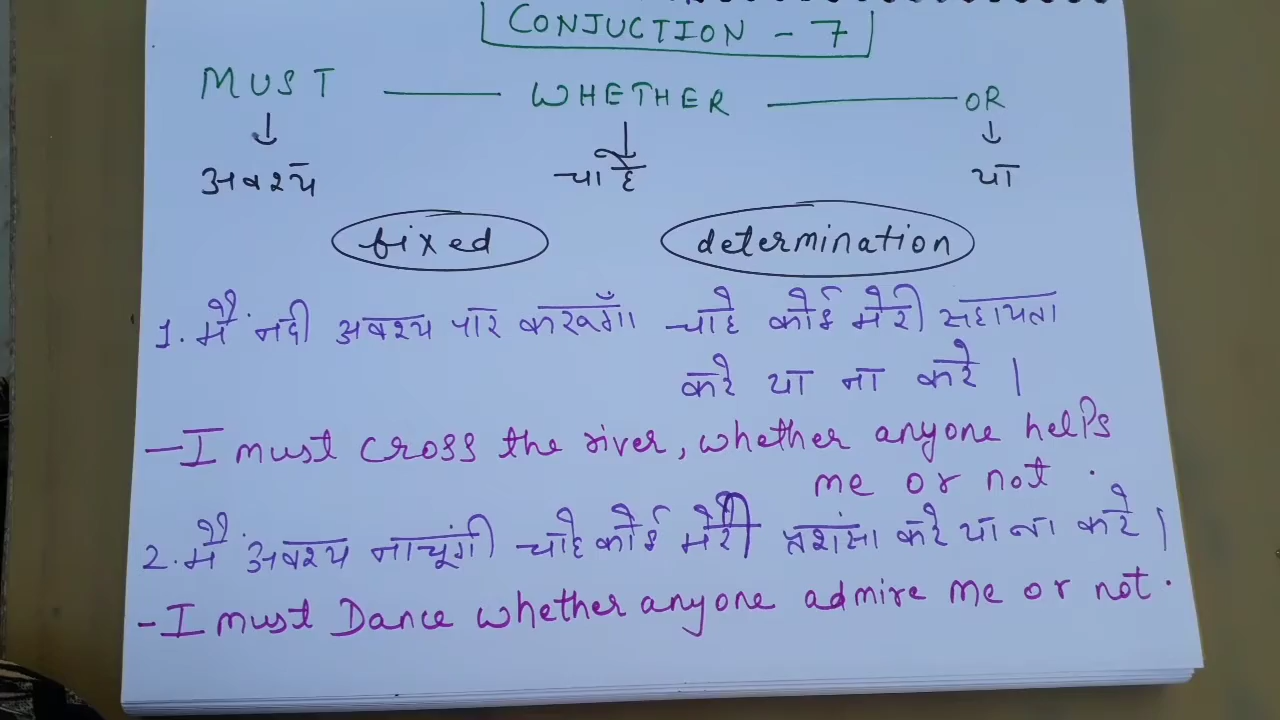 CONJUCTION - 7
MUST — WHETHER — OR
अवश्य चाहे या
fixed determination
1. मैं नदी अवश्य पार करूंगा चाहे कोई मेरी सहायता
करे या ना करे |
- I must cross the river, whether anyone helps
me or not .
2. मैं अवश्य नाचूंगी चाहे कोई मेरी प्रशंसा करे या ना करे |
- I must Dance whether anyone admire me or not .